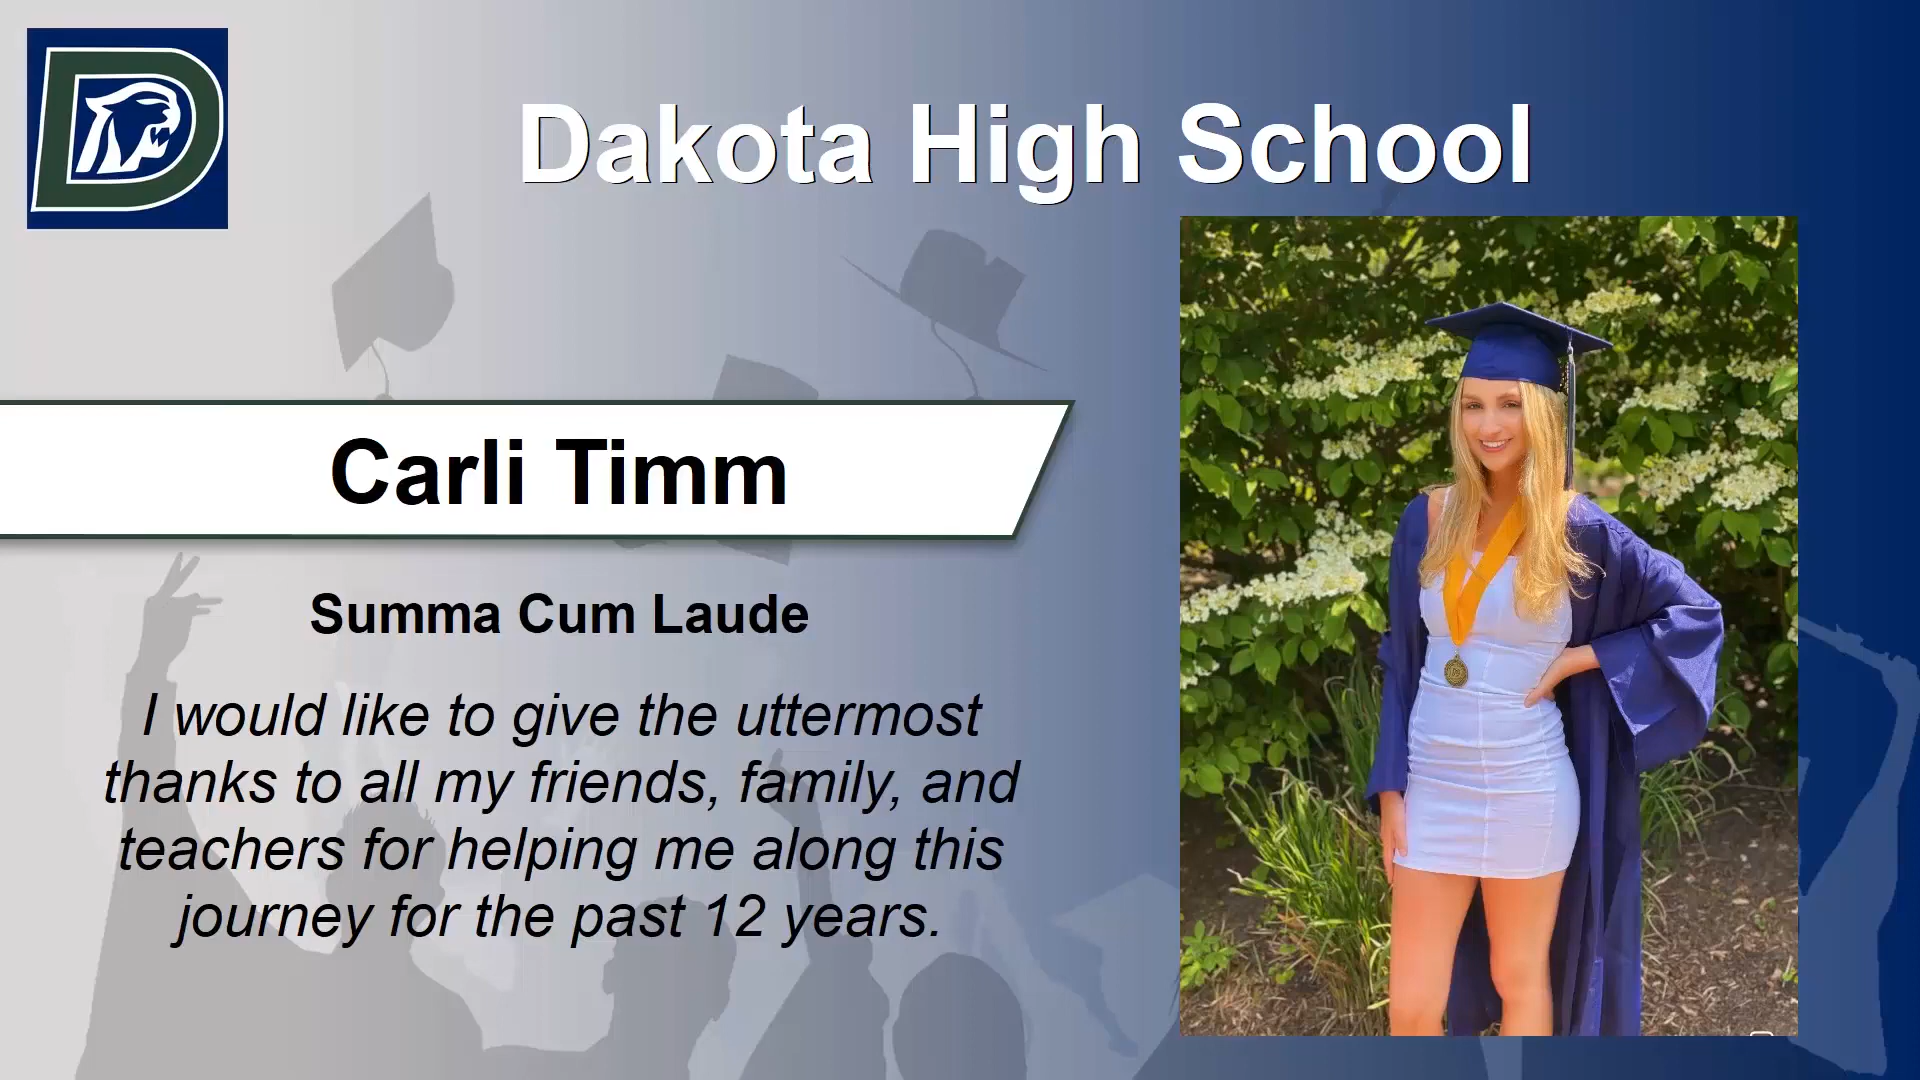 D
Dakota High School
Carli Timm
Summa Cum Laude
I would like to give the uttermost
thanks to all my friends, family, and
teachers for helping me along this
journey for the past 12 years.